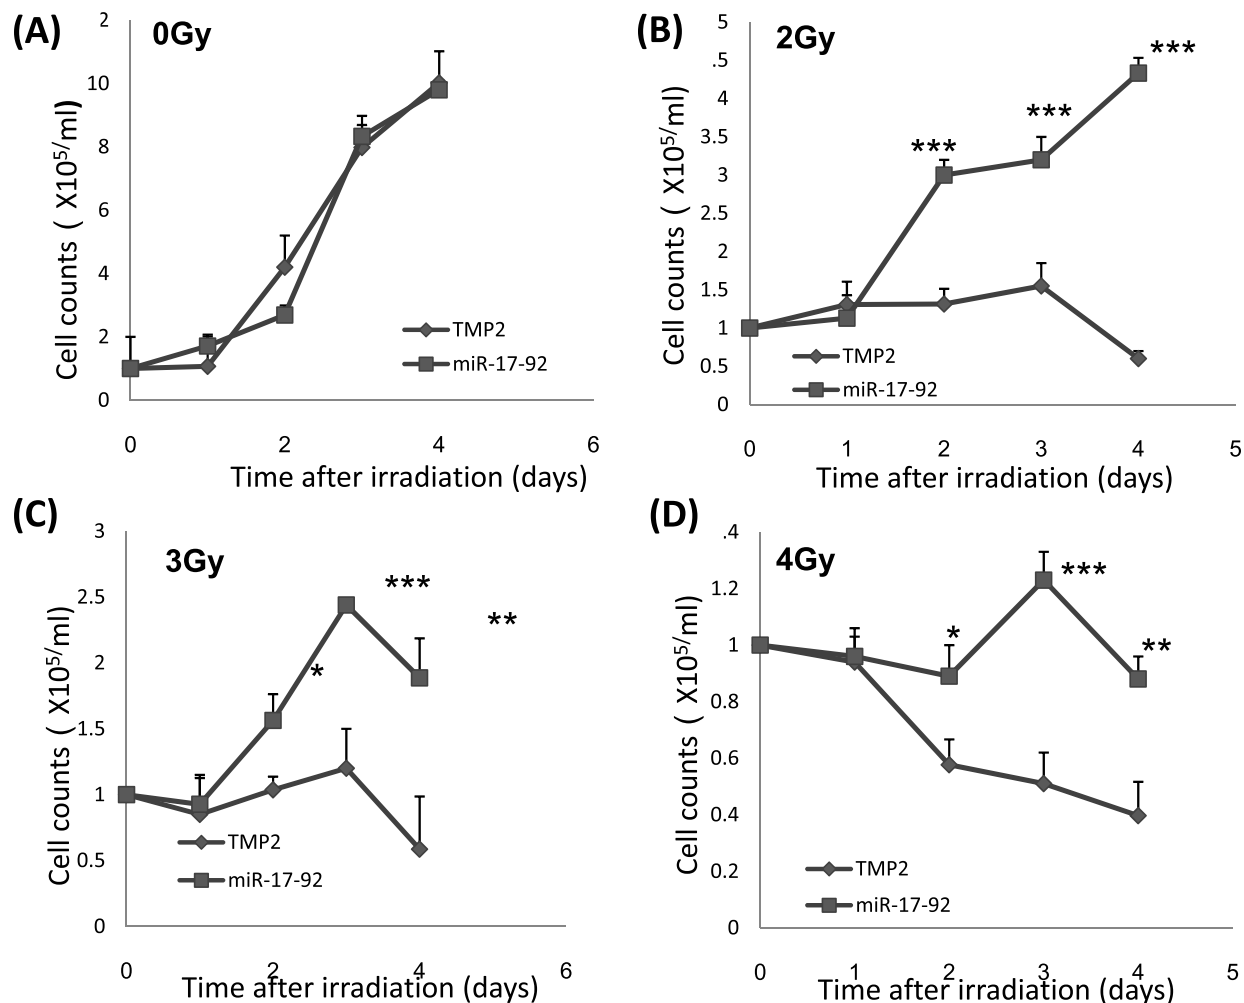 (A)
0Gy
2
10
8
6
4
2
0
Cell counts ( X10⁵/ml)
TMP2
miR-17-92
0 2 4 6
Time after irradiation (days)
(B)
2Gy
5
.5
4
3.5
3
2.5
2
1.5
1
0.5
0
Cell counts ( X10⁵/ml)
***
***
***
TMP2
miR-17-92
0 1 2 3 4 5
Time after irradiation (days)
(C)
3Gy
3
2.5
2
1.5
1
0.5
0
Cell counts ( X10⁵/ml)
*
***
**
TMP2
miR-17-92
0 2 4 6
Time after irradiation (days)
(D)
4Gy
.4
1.2
1
0.8
0.6
0.4
0.2
0
Cell counts ( X10⁵/ml)
*
***
**
TMP2
miR-17-92
0 1 2 3 4 5
Time after irradiation (days)